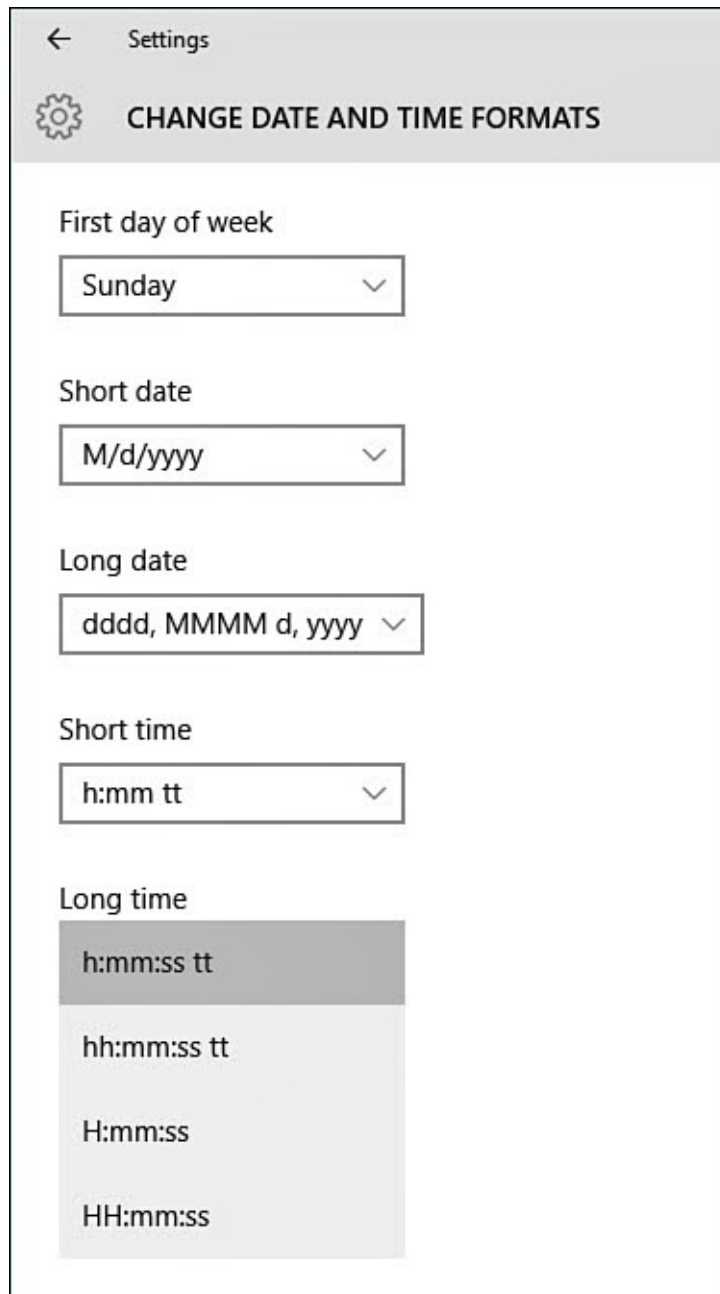 Settings
CHANGE DATE AND TIME FORMATS
First day of week
Sunday
Short date
M/d/yyyy
Long date
dddd, MMMM d, yyyy
Short time
h:mm tt
Long time
h:mm:ss tt
hh:mm:ss tt
H:mm:ss
HH:mm:ss